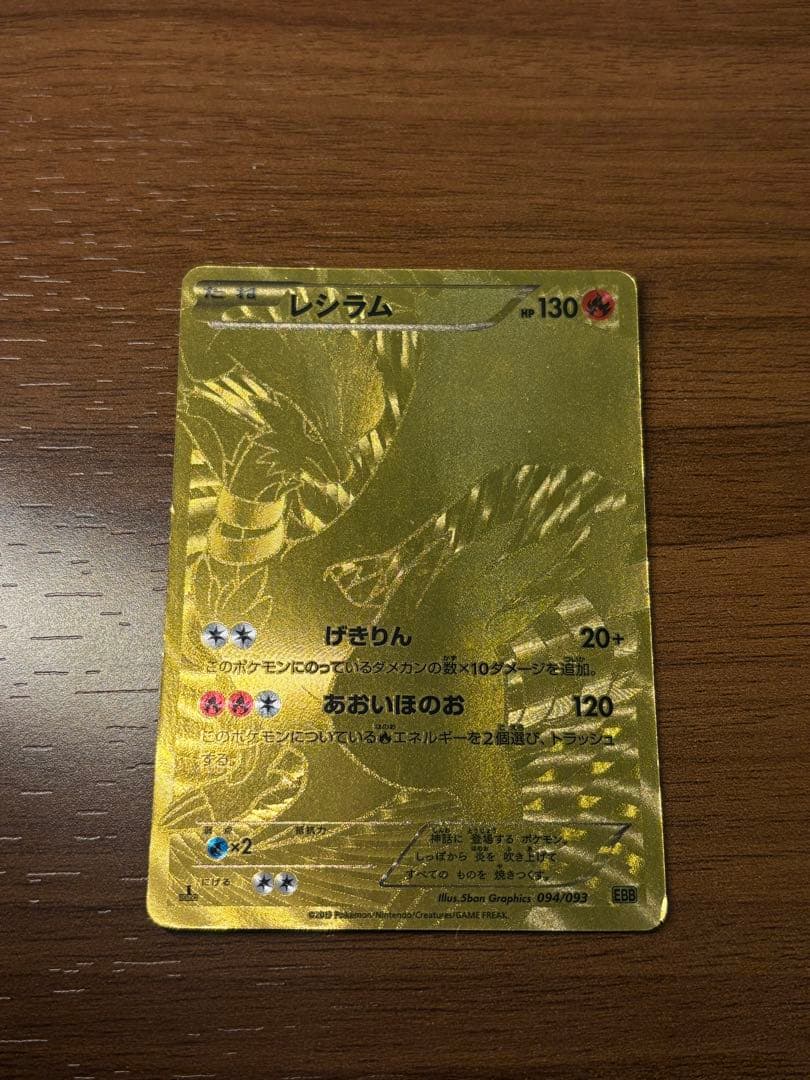 たね レシラム HP 130
げきりん 20+
このポケモンにのっているダメカンの数×10ダメージを追加。
あおいほのお 120
このポケモンについているエネルギーを2個選び、トラッシュ
する。
弱点 ×2 抵抗力
にげる
神話に 登場する ポケモン。
しっぽから 炎を 吹き上げて
すべての ものを 焼きつくす。
Illus.5ban Graphics 094/093 EBB
©2013 Pokémon/Nintendo/Creatures/GAME FREAK.